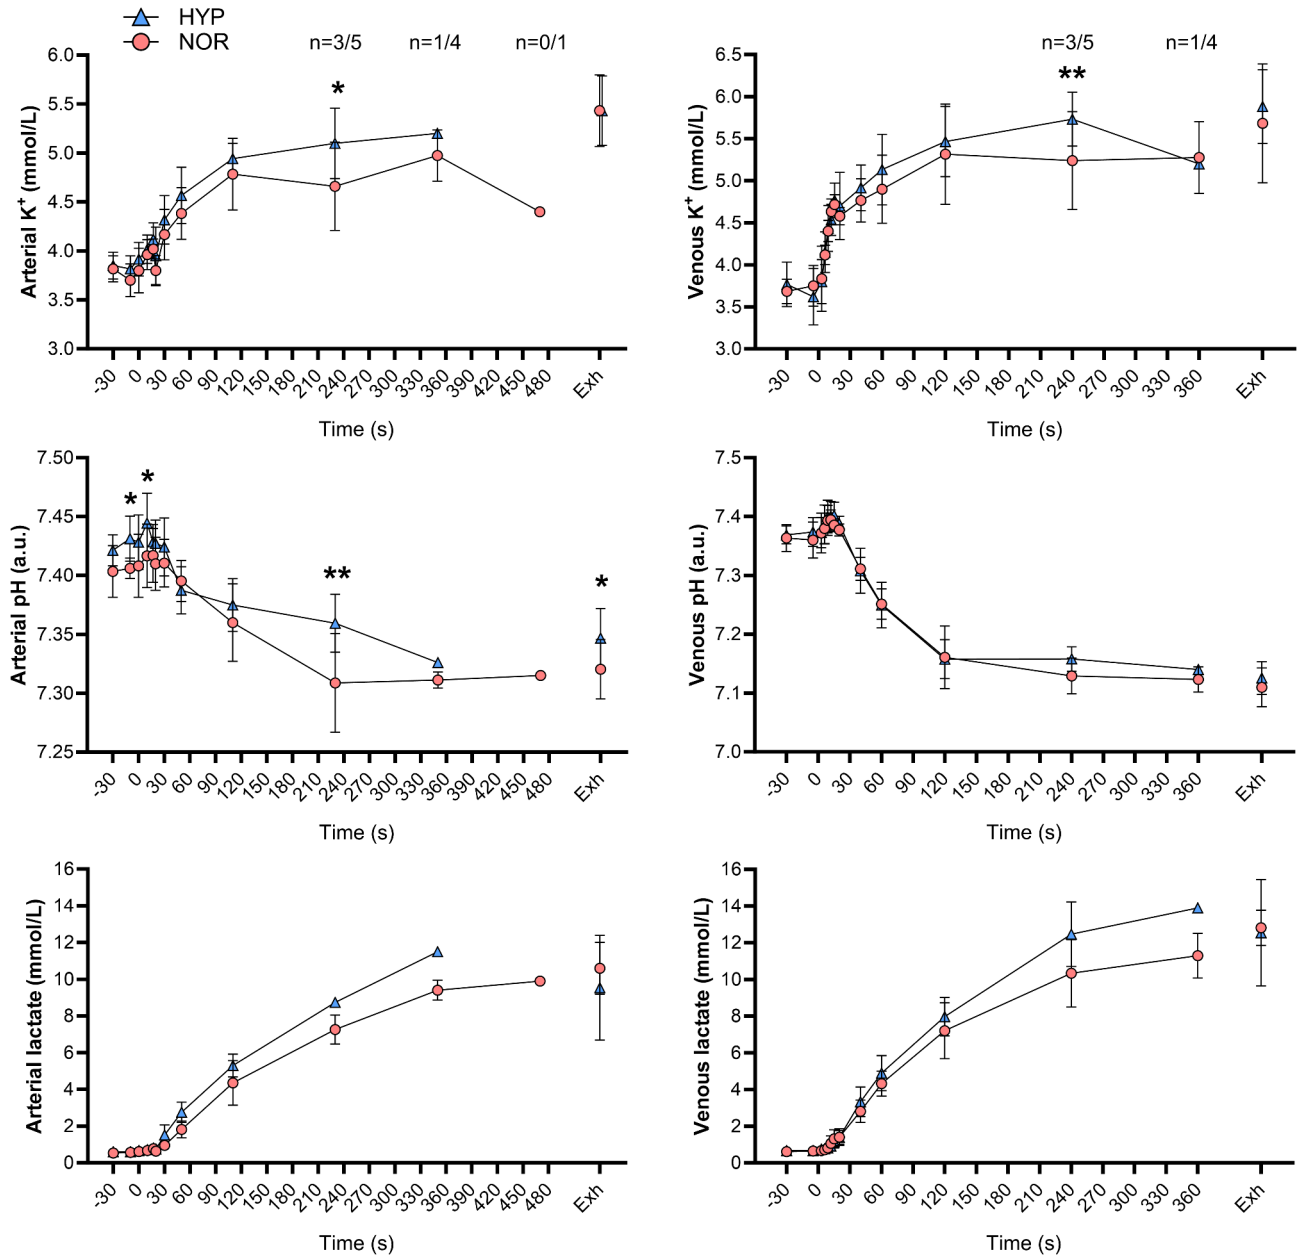 HYP
NOR
n=3/5 n=1/4 n=0/1
6.0
5.5
5.0
4.5
4.0
3.5
3.0
Arterial K+ (mmol/L)
*
-30 0 30 60 90 120 150 180 210 240 270 300 330 360 390 420 450 480 Exh
Time (s)
n=3/5 n=1/4
6.5
6.0
5.5
5.0
4.5
4.0
3.5
3.0
Venous K+ (mmol/L)
**
-30 0 30 60 90 120 150 180 210 240 270 300 330 360 Exh
Time (s)
7.50
7.45
7.40
7.35
7.30
7.25
Arterial pH (a.u.)
* * ** *
-30 0 30 60 90 120 150 180 210 240 270 300 330 360 390 420 450 480 Exh
Time (s)
7.5
7.4
7.3
7.2
7.1
7.0
Venous pH (a.u.)
-30 0 30 60 90 120 150 180 210 240 270 300 330 360 Exh
Time (s)
16
14
12
10
8
6
4
2
0
Arterial lactate (mmol/L)
-30 0 30 60 90 120 150 180 210 240 270 300 330 360 390 420 450 480 Exh
Time (s)
16
14
12
10
8
6
4
2
0
Venous lactate (mmol/L)
-30 0 30 60 90 120 150 180 210 240 270 300 330 360 Exh
Time (s)